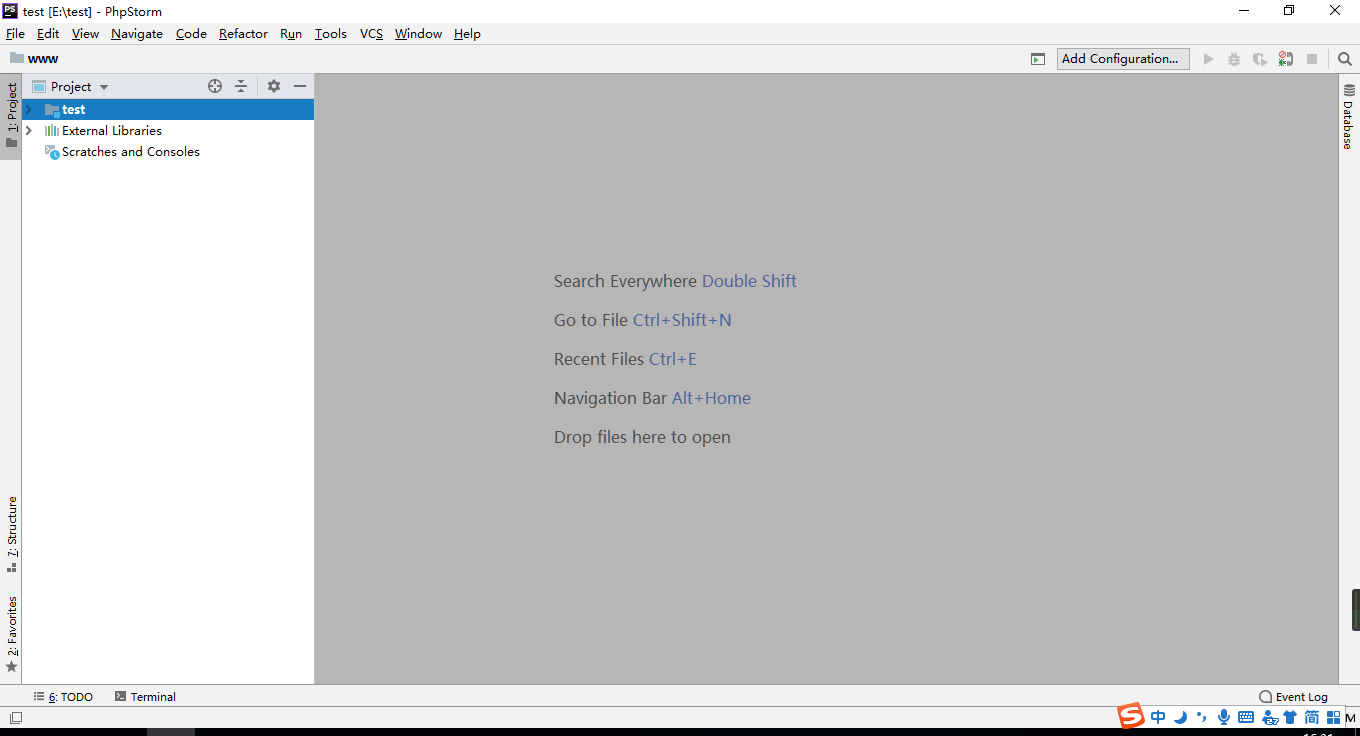 PS test [E:\test] - PhpStorm
File Edit View Navigate Code Refactor Run Tools VCS Window Help
www Add Configuration...
1: Project
Project
test
External Libraries
Scratches and Consoles
Database
Search Everywhere Double Shift
Go to File Ctrl+Shift+N
Recent Files Ctrl+E
Navigation Bar Alt+Home
Drop files here to open
7: Structure
2: Favorites
6: TODO Terminal Event Log
S 中 简 M